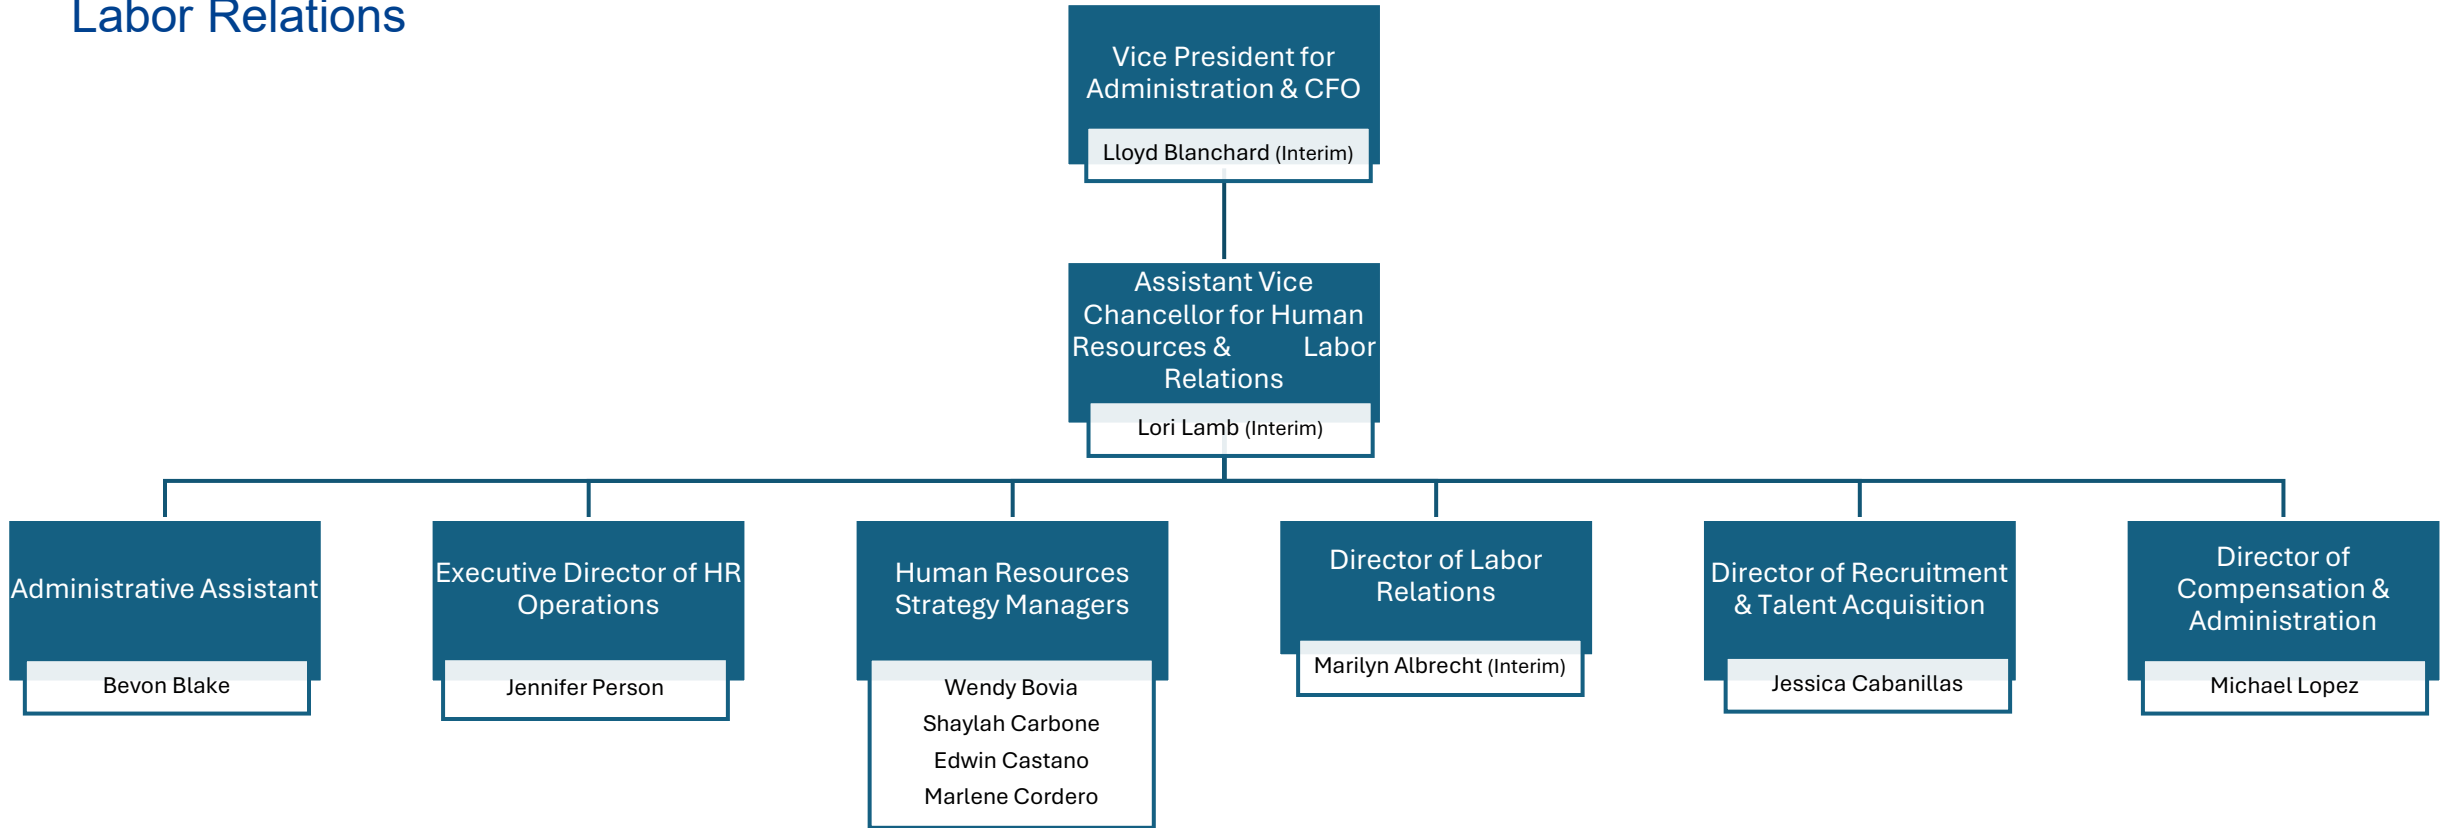 Labor Relations
Vice President for
Administration & CFO
Lloyd Blanchard (Interim)
Assistant Vice
Chancellor for Human
Resources & Labor
Relations
Lori Lamb (Interim)
Administrative Assistant
Bevon Blake
Executive Director of HR
Operations
Jennifer Person
Human Resources
Strategy Managers
Wendy Bovia
Shaylah Carbone
Edwin Castano
Marlene Cordero
Director of Labor
Relations
Marilyn Albrecht (Interim)
Director of Recruitment
& Talent Acquisition
Jessica Cabanillas
Director of
Compensation &
Administration
Michael Lopez